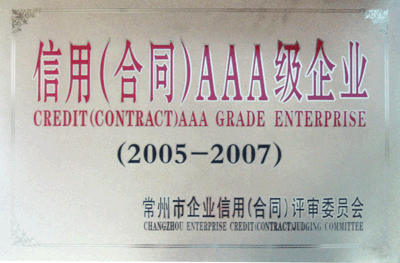 信用(合同)AAA级企业
CREDIT(CONTRACT)AAA GRADE ENTERPRISE
(2005-2007)
常州市企业信用(合同)评审委员会
CHANGZHOU ENTERPRISE CREDIT(CONTRACT)JUDGING COMMITTEE